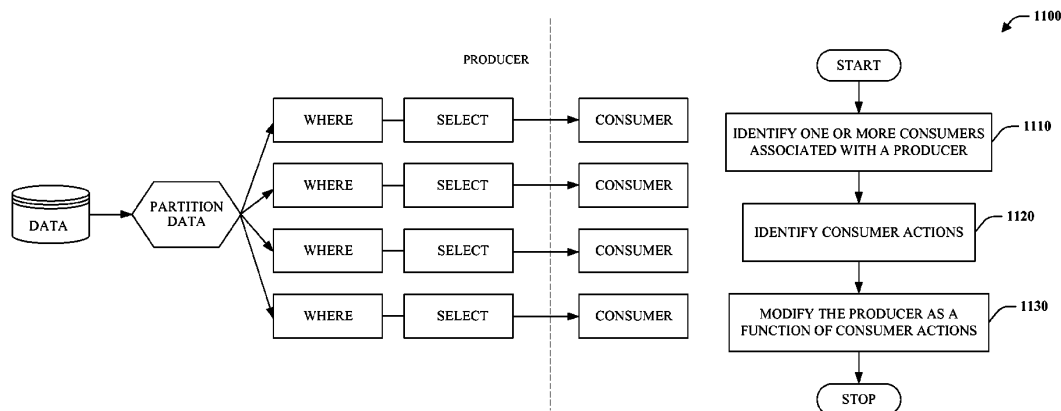 PRODUCER
DATA
PARTITION
DATA
WHERE
SELECT
CONSUMER
WHERE
SELECT
CONSUMER
WHERE
SELECT
CONSUMER
WHERE
SELECT
CONSUMER
1100
START
IDENTIFY ONE OR MORE CONSUMERS
ASSOCIATED WITH A PRODUCER
1110
IDENTIFY CONSUMER ACTIONS
1120
MODIFY THE PRODUCER AS A
FUNCTION OF CONSUMER ACTIONS
1130
STOP